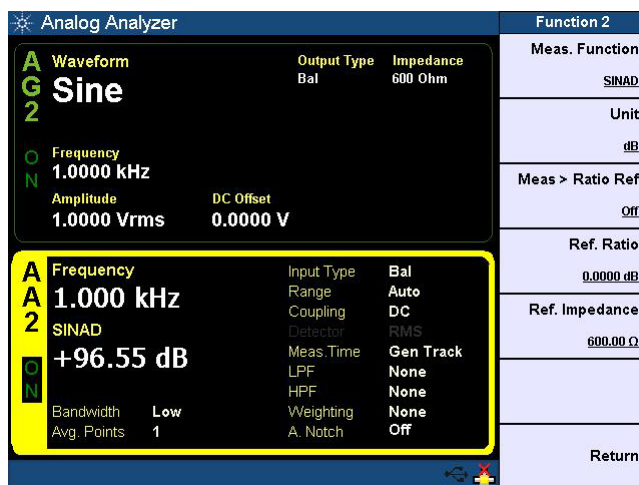 Analog Analyzer
AG2
ON
Waveform
Sine
Output Type Impedance
Bal 600 Ohm
Frequency
1.0000 kHz
Amplitude DC Offset
1.0000 Vrms 0.0000 V
AA2
ON
Frequency
1.000 kHz
SINAD
+96.55 dB
Bandwidth Low
Avg. Points 1
Input Type Bal
Range Auto
Coupling DC
Detector RMS
Meas.Time Gen Track
LPF None
HPF None
Weighting None
A. Notch Off
Function 2
Meas. Function
SINAD
Unit
dB
Meas > Ratio Ref
Off
Ref. Ratio
0.0000 dB
Ref. Impedance
600.00 Ω
Return